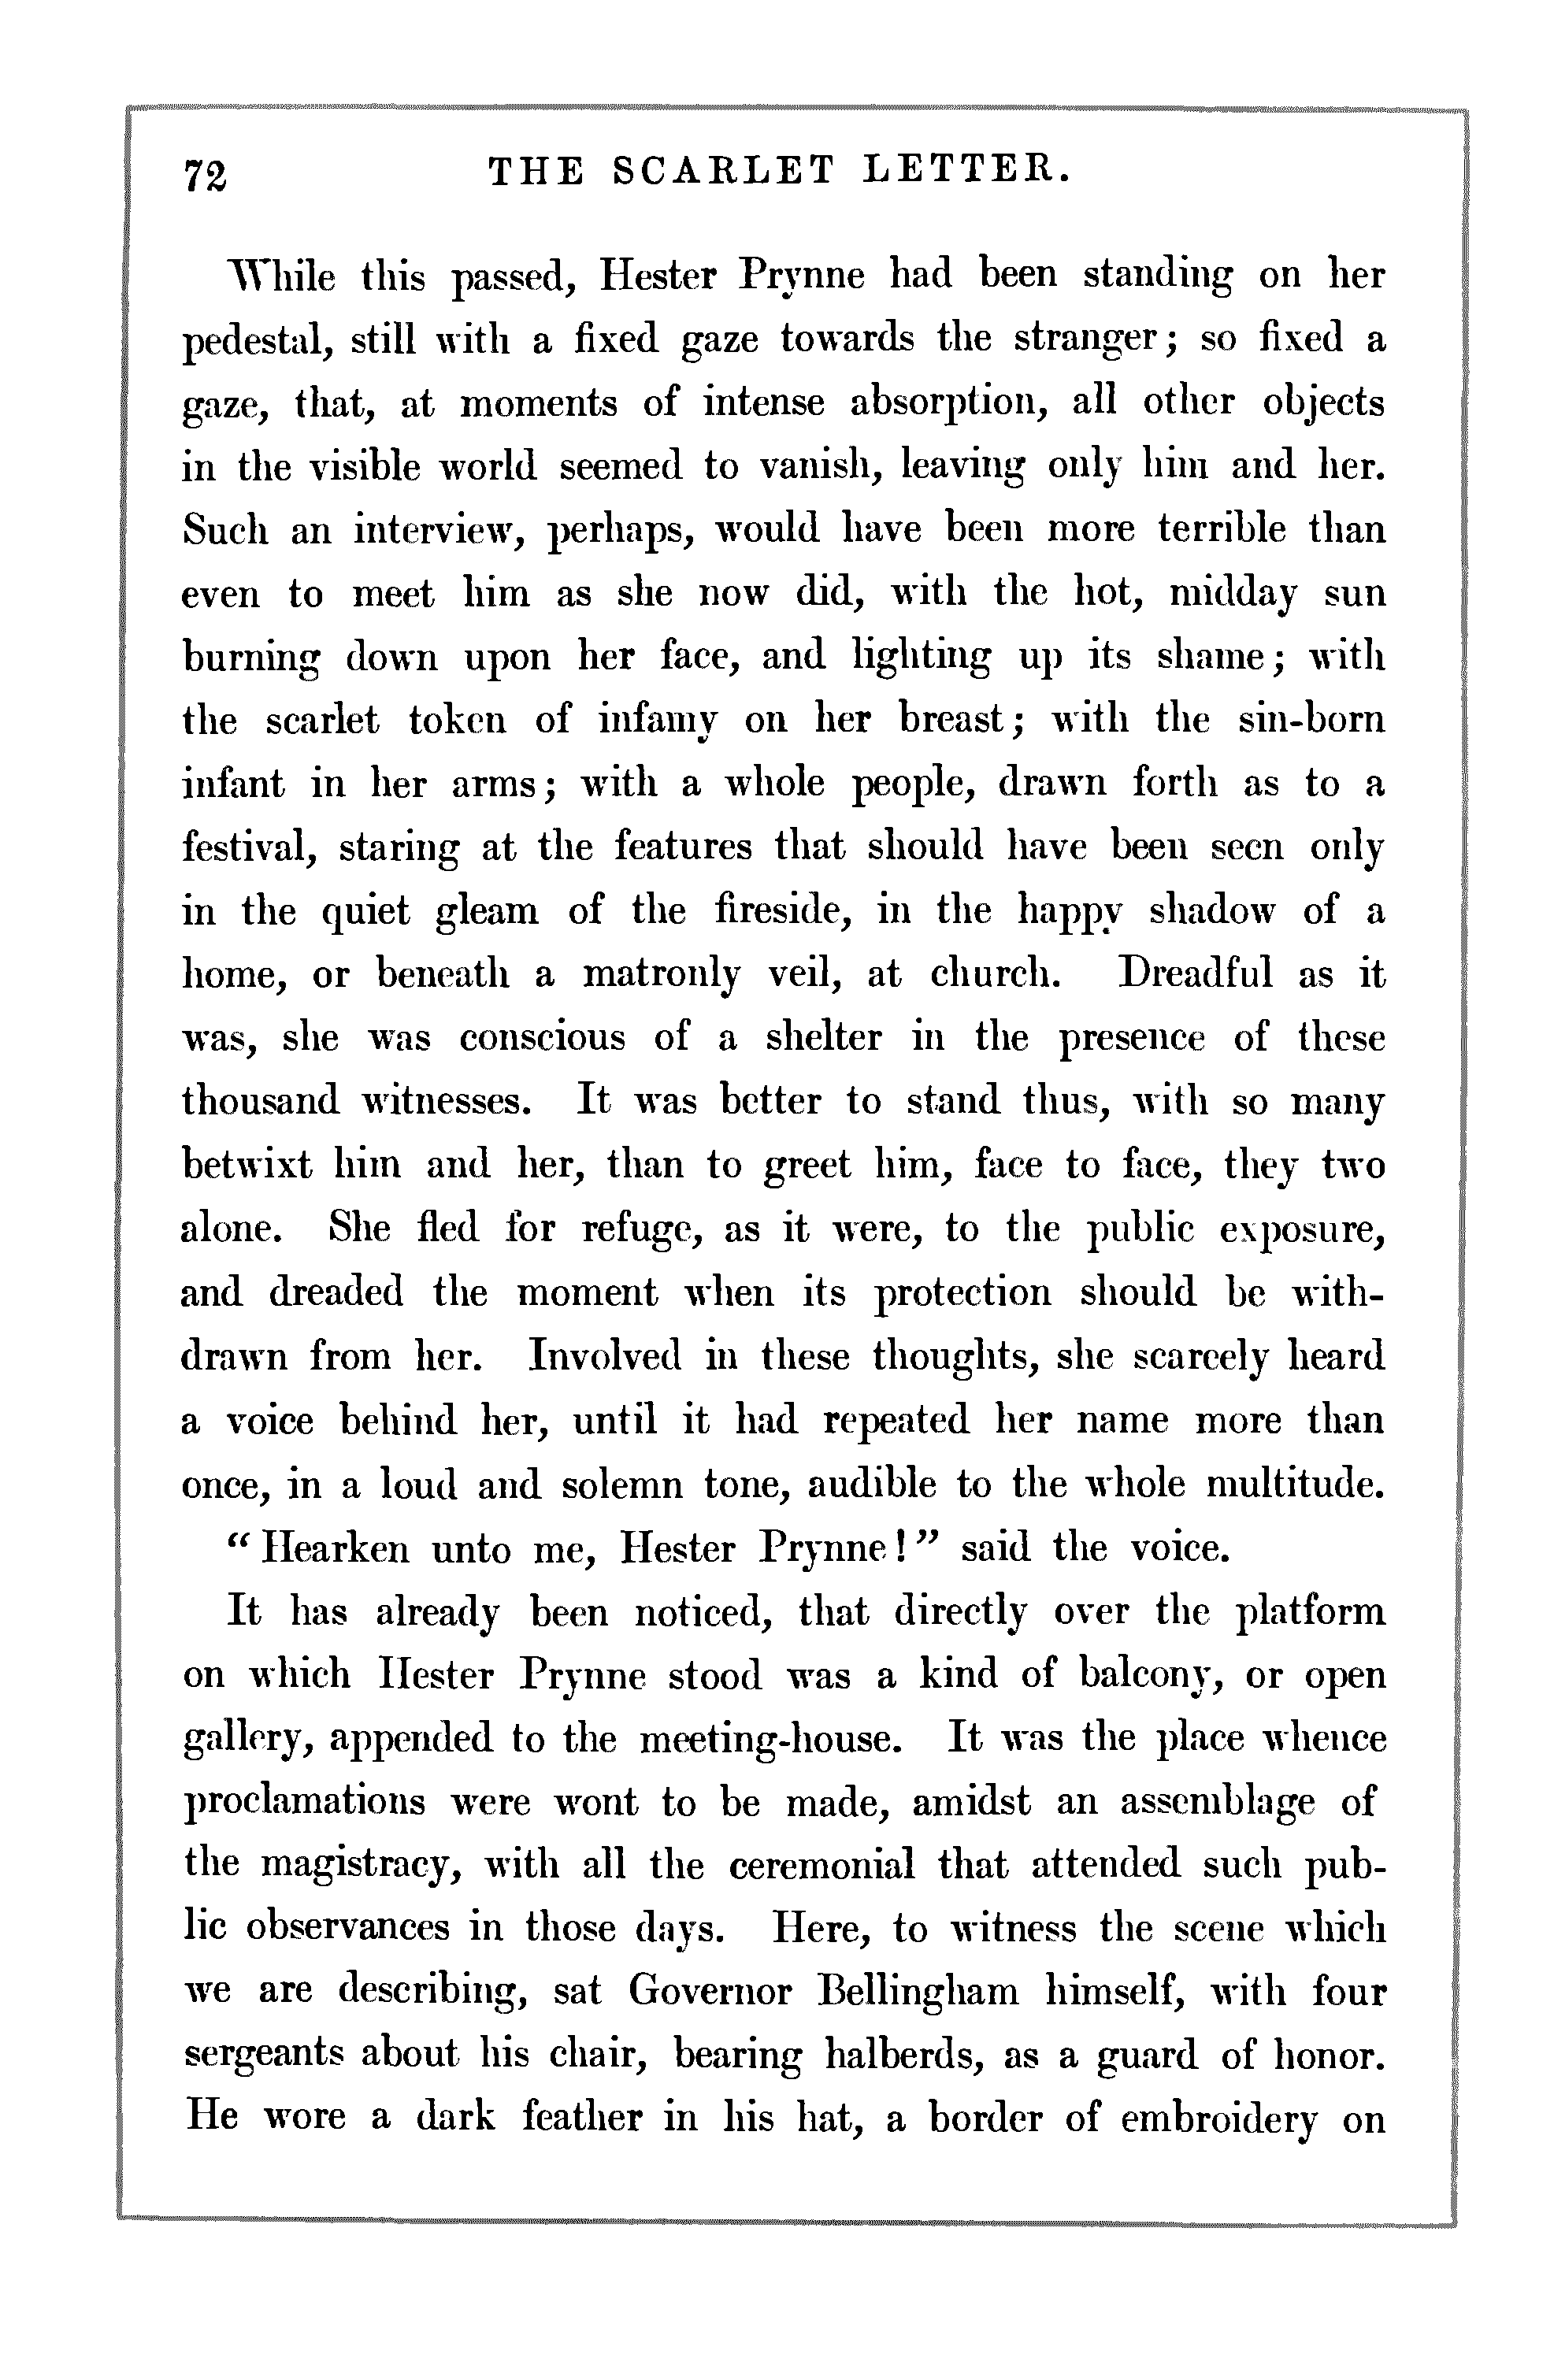 72 THE SCARLET LETTER.
While this passed, Hester Prynne had been standing on her
pedestal, still with a fixed gaze towards the stranger; so fixed a
gaze, that, at moments of intense absorption, all other objects
in the visible world seemed to vanish, leaving only him and her.
Such an interview, perhaps, would have been more terrible than
even to meet him as she now did, with the hot, midday sun
burning down upon her face, and lighting up its shame; with
the scarlet token of infamy on her breast; with the sin-born
infant in her arms; with a whole people, drawn forth as to a
festival, staring at the features that should have been seen only
in the quiet gleam of the fireside, in the happy shadow of a
home, or beneath a matronly veil, at church. Dreadful as it
was, she was conscious of a shelter in the presence of these
thousand witnesses. It was better to stand thus, with so many
betwixt him and her, than to greet him, face to face, they two
alone. She fled for refuge, as it were, to the public exposure,
and dreaded the moment when its protection should be with-
drawn from her. Involved in these thoughts, she scarcely heard
a voice behind her, until it had repeated her name more than
once, in a loud and solemn tone, audible to the whole multitude.
“Hearken unto me, Hester Prynne!” said the voice.
It has already been noticed, that directly over the platform
on which Hester Prynne stood was a kind of balcony, or open
gallery, appended to the meeting-house. It was the place whence
proclamations were wont to be made, amidst an assemblage of
the magistracy, with all the ceremonial that attended such pub-
lic observances in those days. Here, to witness the scene which
we are describing, sat Governor Bellingham himself, with four
sergeants about his chair, bearing halberds, as a guard of honor.
He wore a dark feather in his hat, a border of embroidery on